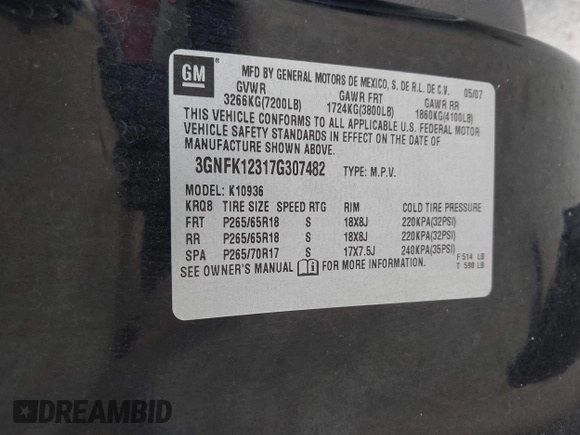 GM MFD BY GENERAL MOTORS DE MEXICO, S. DE R.L. DE C.V. 05/07
GVWR GAWR FRT GAWR RR
3266KG(7200LB) 1724KG(3800LB) 1860KG(4100LB)
THIS VEHICLE CONFORMS TO ALL APPLICABLE U.S. FEDERAL MOTOR
VEHICLE SAFETY STANDARDS IN EFFECT ON THE DATE OF
MANUFACTURE SHOWN ABOVE.
3GNFK12317G307482 TYPE: M.P.V.
MODEL: K10936
KRQ8 TIRE SIZE SPEED RTG RIM COLD TIRE PRESSURE
FRT P265/65R18 S 18X8J 220KPA(32PSI)
RR P265/65R18 S 18X8J 220KPA(32PSI)
SPA P265/70R17 S 17X7.5J 240KPA(35PSI)
SEE OWNER'S MANUAL i FOR MORE INFORMATION.
F 514 LB
T 590 LB
DREAMBID